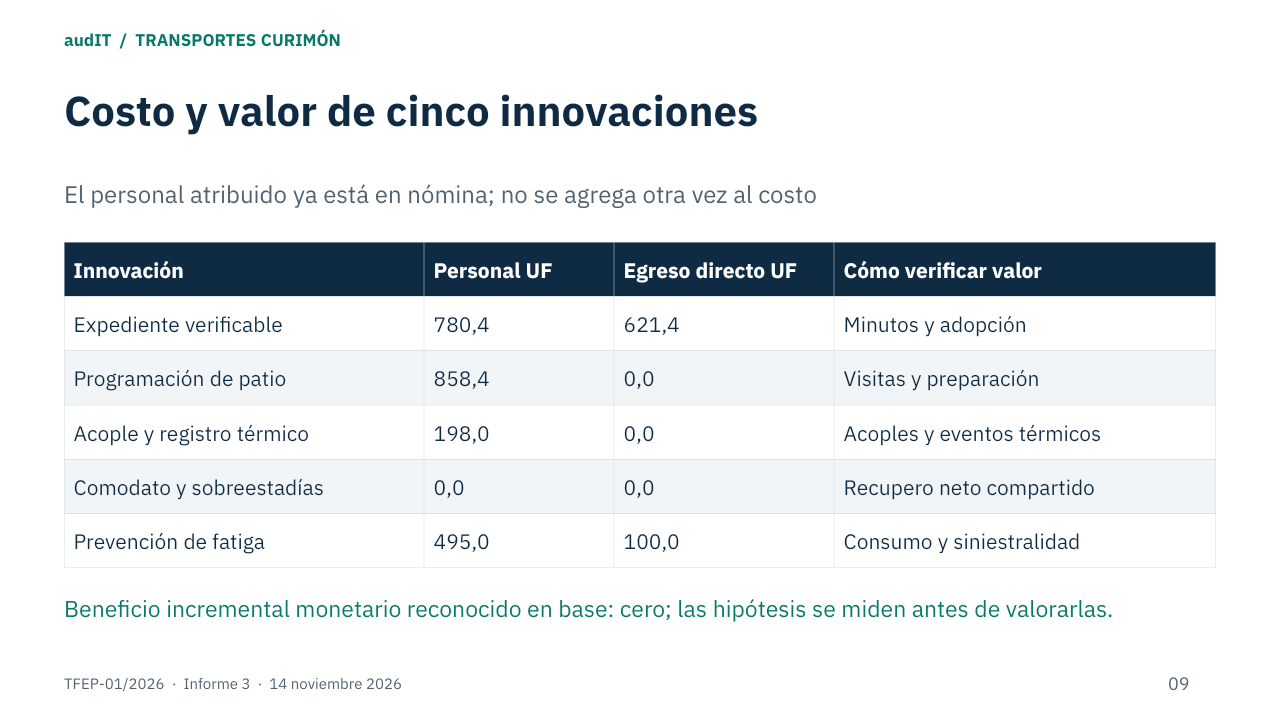 audIT / TRANSPORTES CURIMÓN
Costo y valor de cinco innovaciones
El personal atribuido ya está en nómina; no se agrega otra vez al costo
Innovación Personal UF Egreso directo UF Cómo verificar valor
Expediente verificable 780,4 621,4 Minutos y adopción
Programación de patio 858,4 0,0 Visitas y preparación
Acople y registro térmico 198,0 0,0 Acoples y eventos térmicos
Comodato y sobreestadías 0,0 0,0 Recupero neto compartido
Prevención de fatiga 495,0 100,0 Consumo y siniestralidad
Beneficio incremental monetario reconocido en base: cero; las hipótesis se miden antes de valorarlas.
TFEP-01/2026 · Informe 3 · 14 noviembre 2026 09